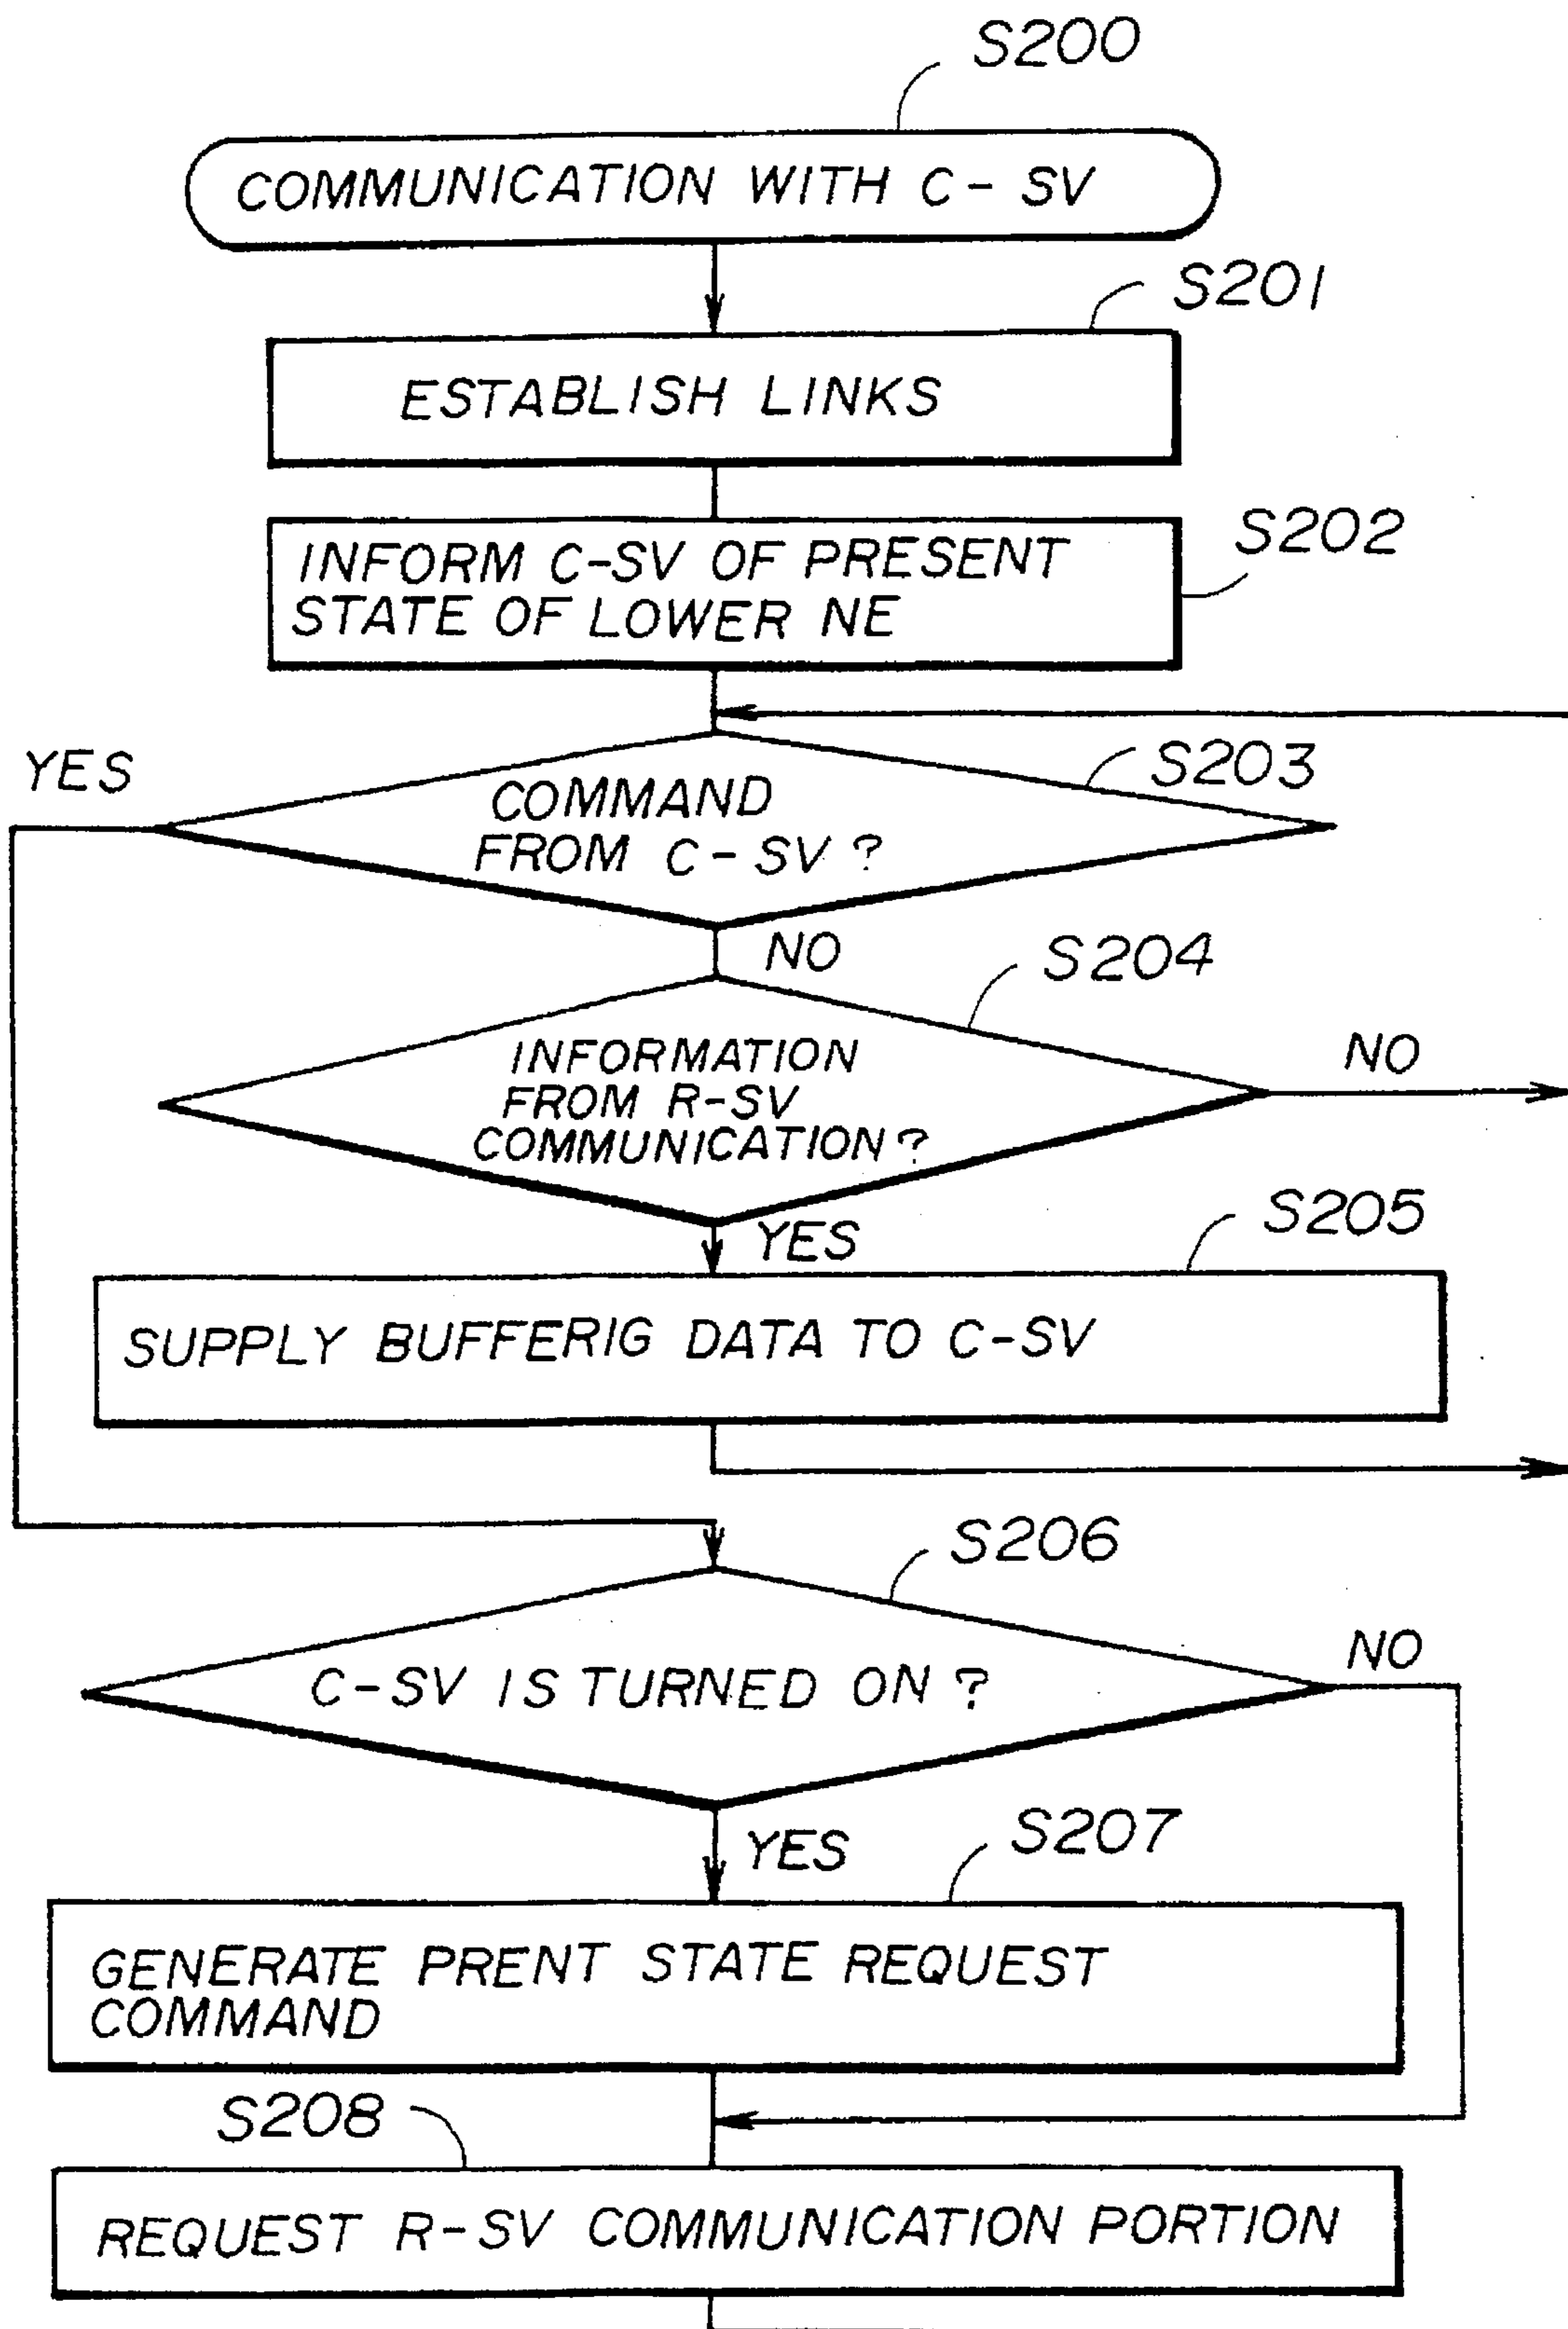 S200
COMMUNICATION WITH C-SV
S201
ESTABLISH LINKS
S202
INFORM C-SV OF PRESENT
STATE OF LOWER NE
YES
S203
COMMAND
FROM C-SV ?
NO
S204
INFORMATION
FROM R-SV
COMMUNICATION ?
NO
YES
S205
SUPPLY BUFFERIG DATA TO C-SV
S206
C-SV IS TURNED ON ?
NO
YES
S207
GENERATE PRENT STATE REQUEST
COMMAND
S208
REQUEST R-SV COMMUNICATION PORTION